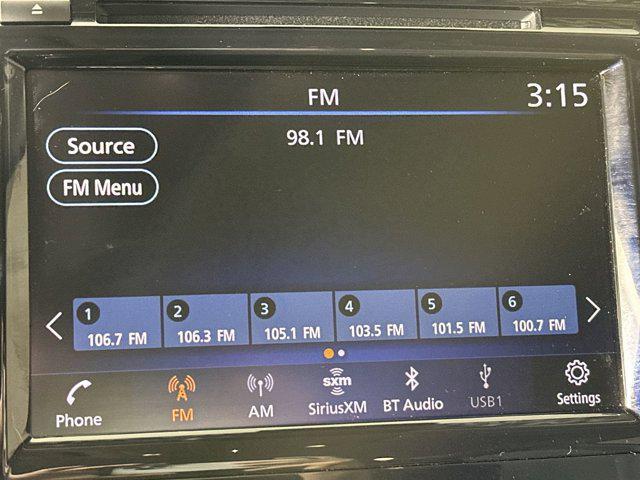 FM
3:15
98.1 FM
Source
FM Menu
1 2 3 4 5 6
106.7 FM 106.3 FM 105.1 FM 103.5 FM 101.5 FM 100.7 FM
sxm
Phone FM AM SiriusXM BT Audio USB1 Settings